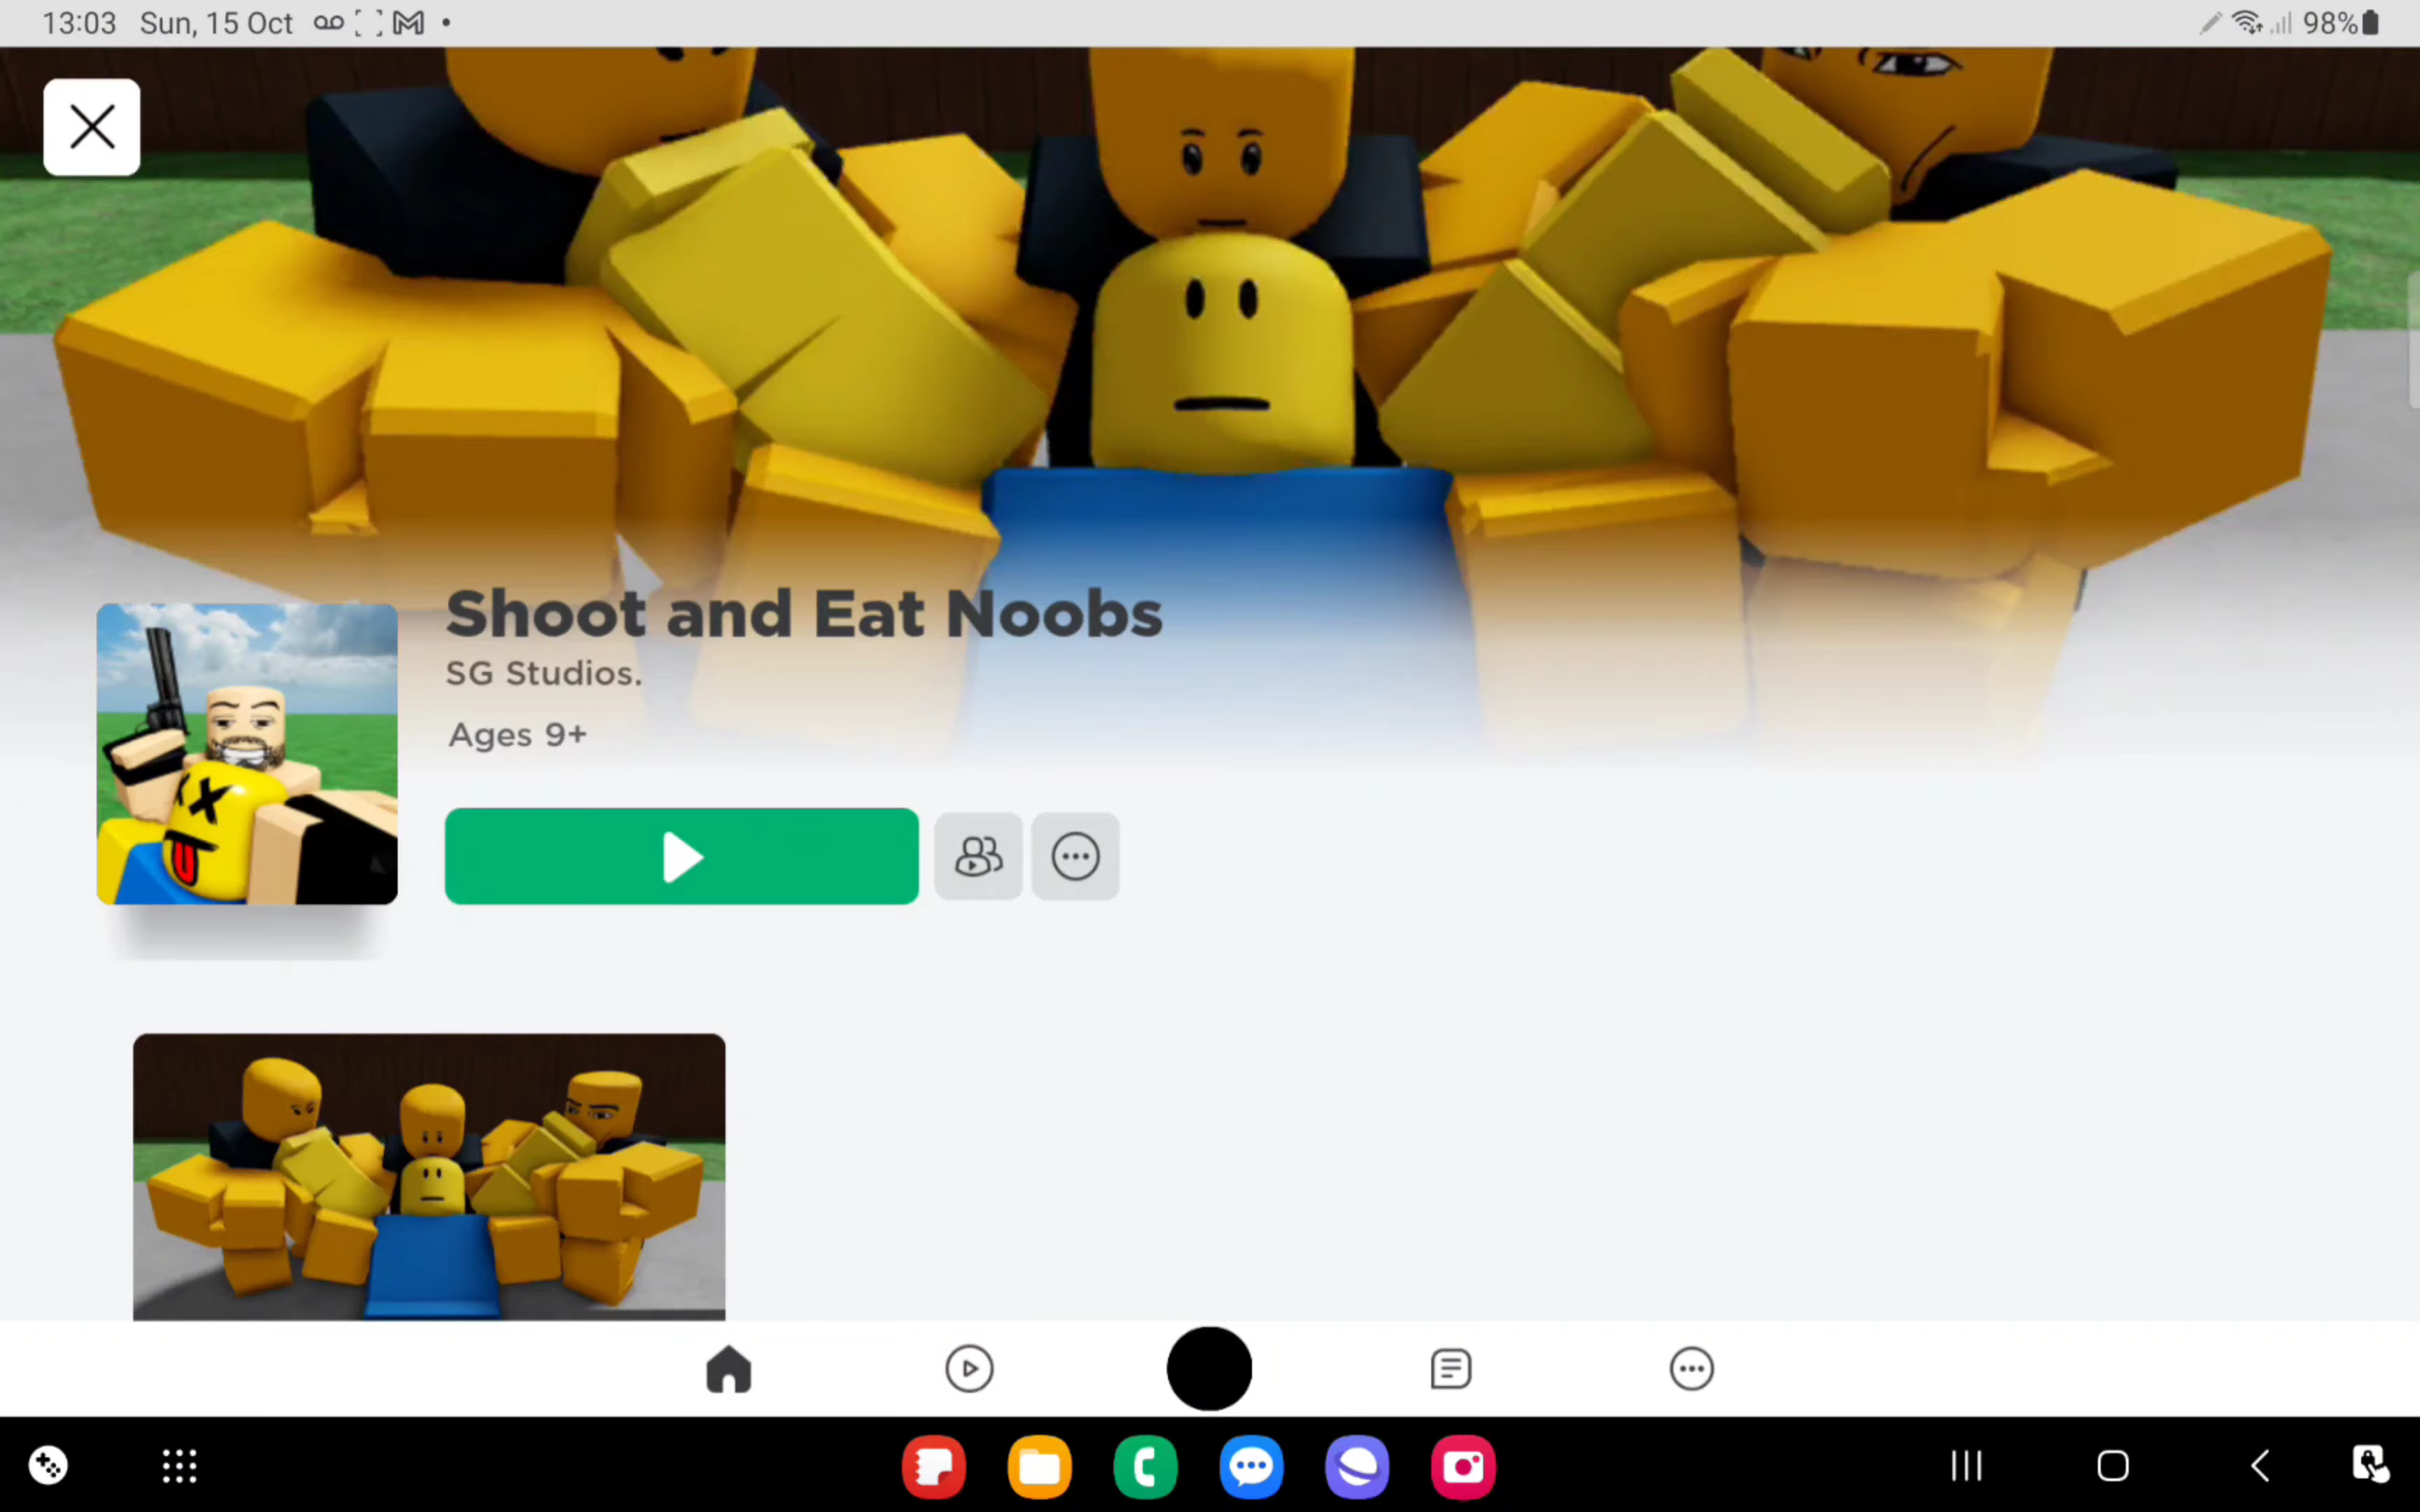 13:03 Sun, 15 Oct
98%
Shoot and Eat Noobs
SG Studios.
Ages 9+